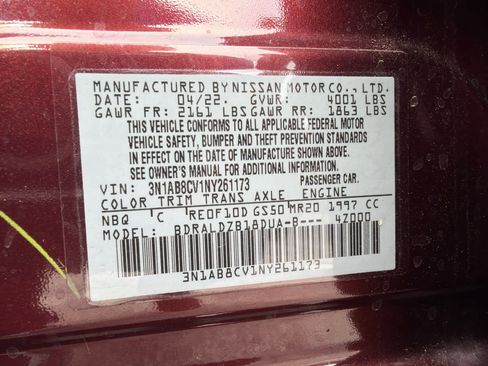 MANUFACTURED BY NISSAN MOTOR CO., LTD.
DATE: 04/22. GVWR: 4001 LBS
GAWR FR: 2161 LBS GAWR RR: 1863 LBS
THIS VEHICLE CONFORMS TO ALL APPLICABLE FEDERAL MOTOR
VEHICLE SAFETY, BUMPER AND THEFT PREVENTION STANDARDS
IN EFFECT ON THE DATE OF MANUFACTURE SHOWN ABOVE.
SEE OWNER'S MANUAL FOR ADDITIONAL INFORMATION.
VIN: 3N1AB8CV1NY261173 PASSENGER CAR.
COLOR TRIM TRANS AXLE ENGINE
NBQ C RE0F10D GS50 MR20 1997 CC
MODEL: BDRALDZB18DUA-B--- 4Z000
3N1AB8CV1NY261173